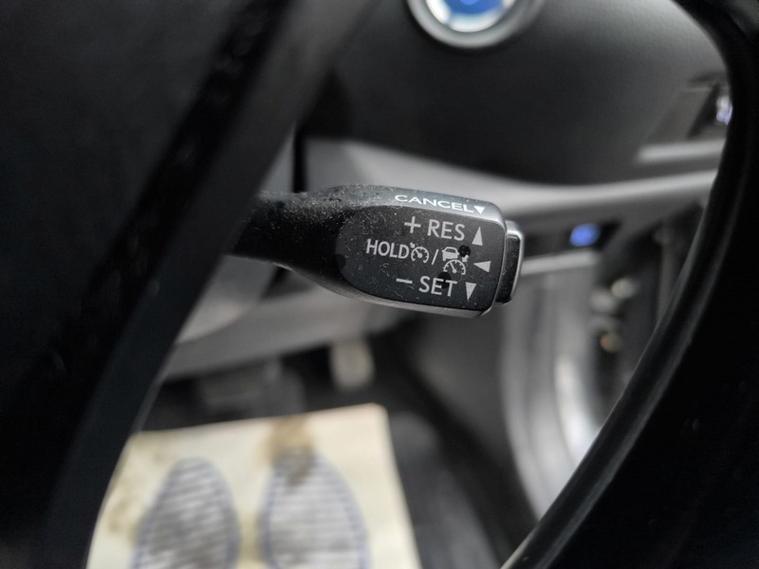 CANCEL▼
+ RES ▲
HOLD / ◀
− SET ▼